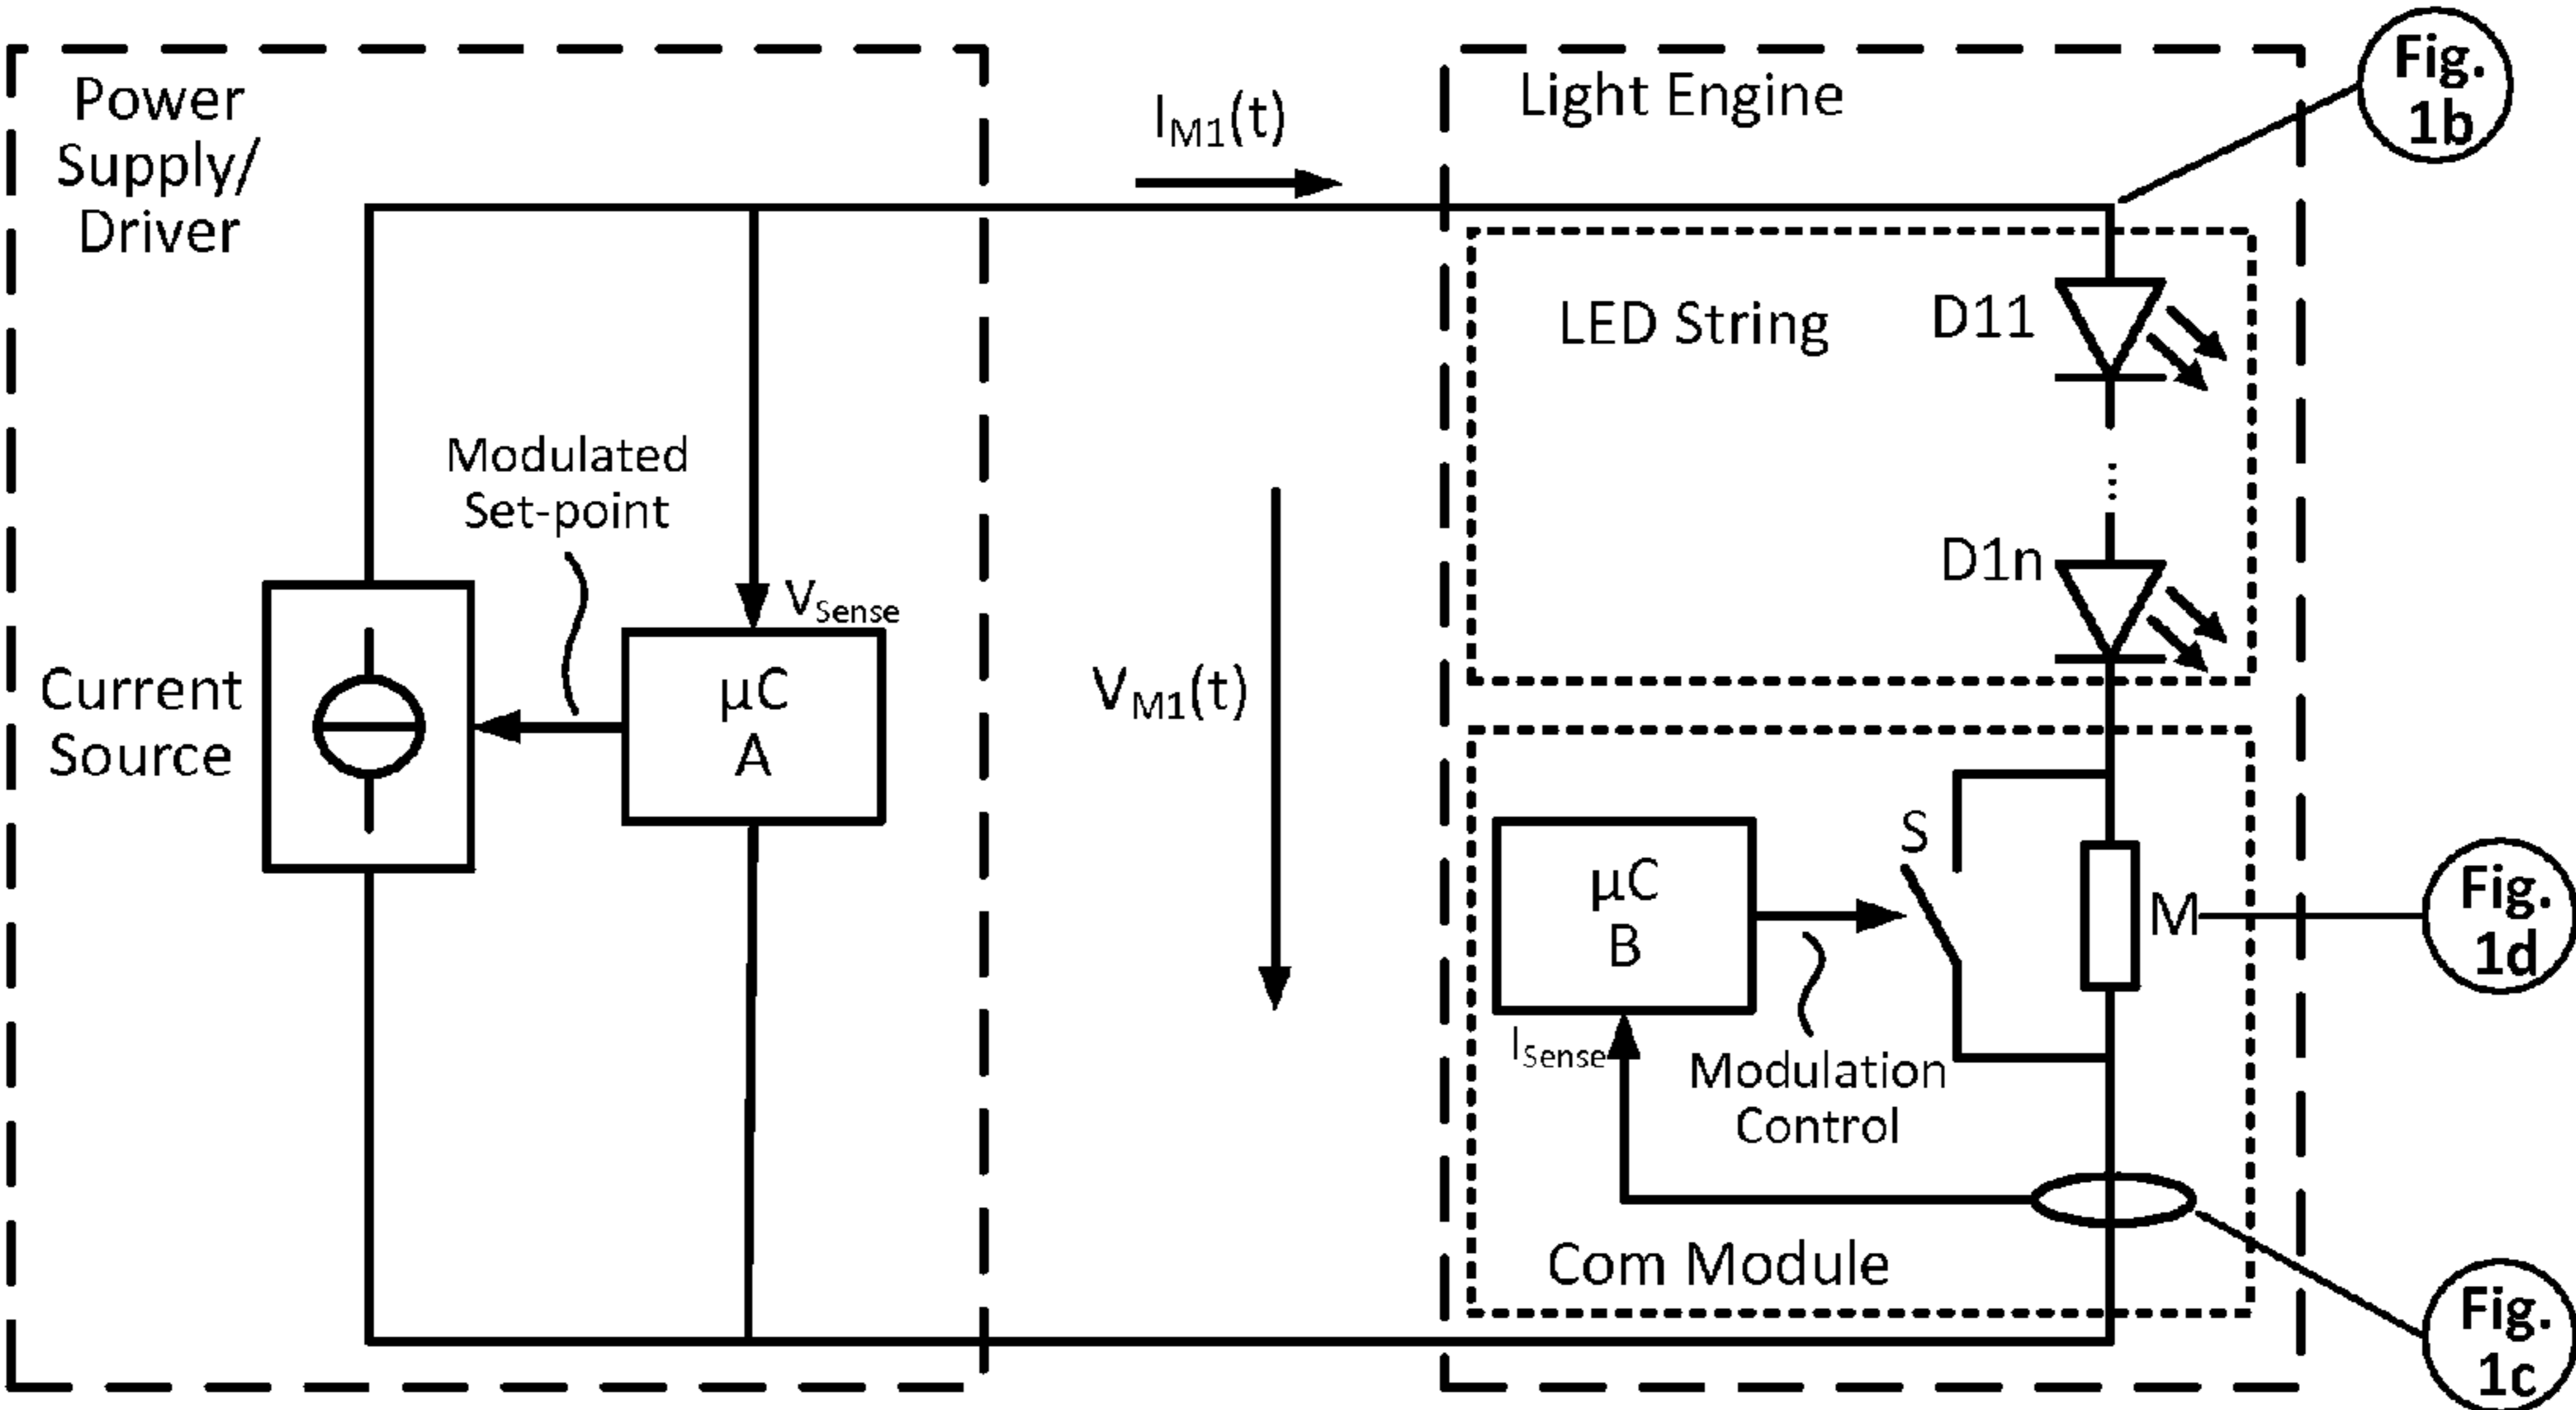 Power
Supply/
Driver
I_M1(t)
Light Engine
Fig.
1b
LED String
D11
Modulated
Set-point
D1n
V_Sense
Current
Source
µC
A
V_M1(t)
S
µC
B
M
Fig.
1d
I_Sense
Modulation
Control
Com Module
Fig.
1c